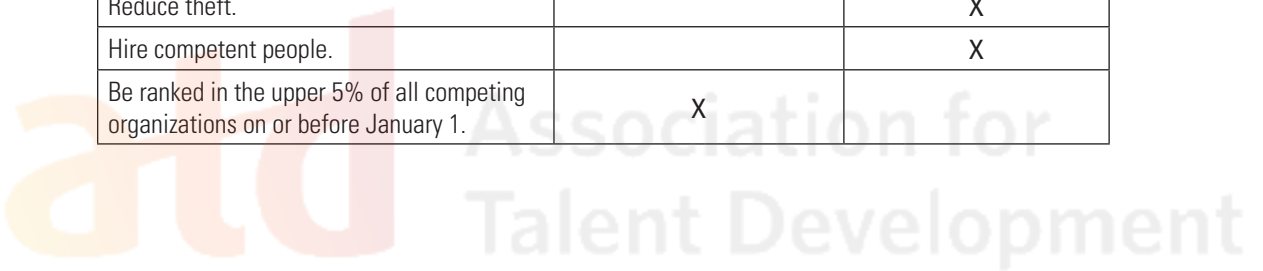 Reduce theft.
X
Hire competent people.
X
Be ranked in the upper 5% of all competing
organizations on or before January 1.
X
atd Association for
Talent Development